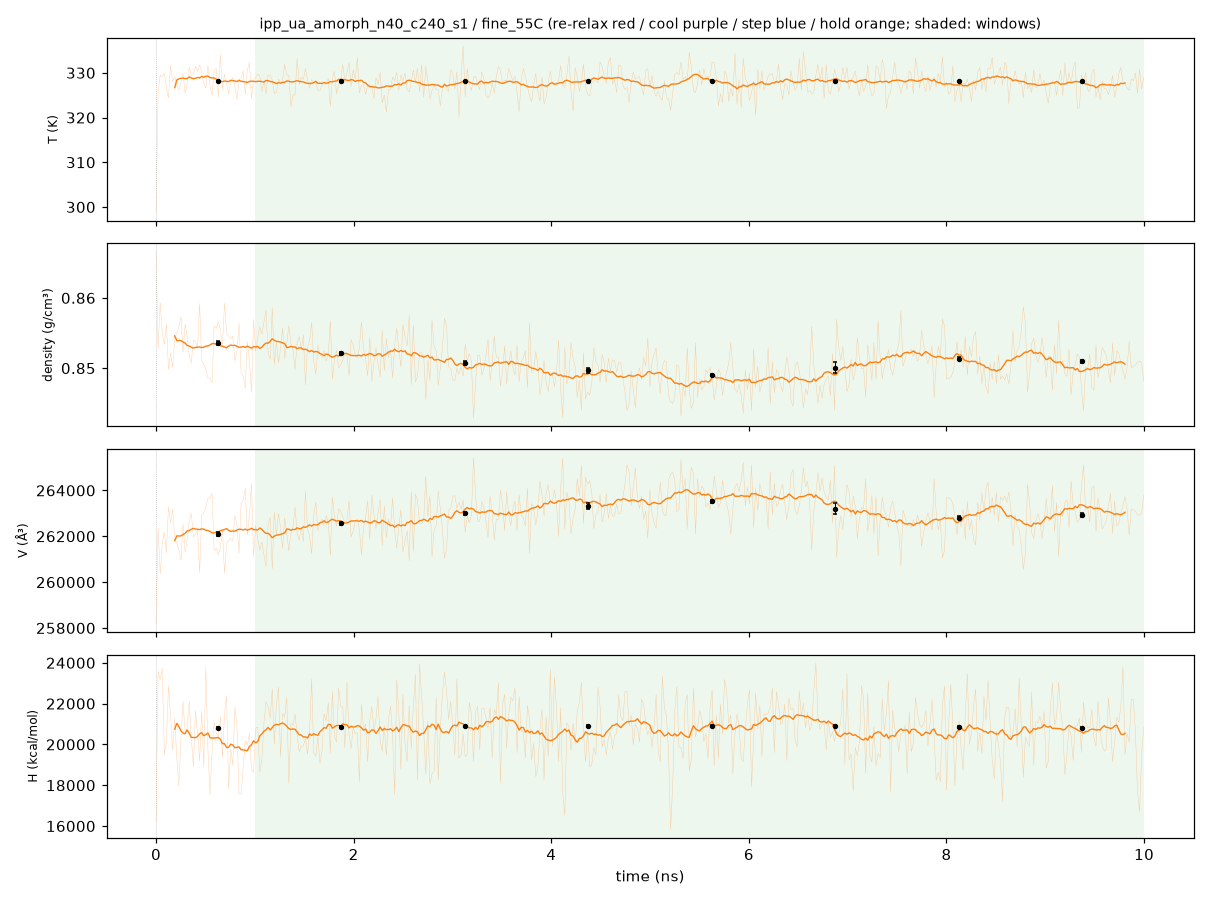 ipp_ua_amorph_n40_c240_s1 / fine_55C (re-relax red / cool purple / step blue / hold orange; shaded: windows)
330
320
310
300
T (K)
0.86
0.85
density (g/cm³)
264000
262000
260000
258000
V (Å³)
24000
22000
20000
18000
16000
H (kcal/mol)
0 2 4 6 8 10
time (ns)